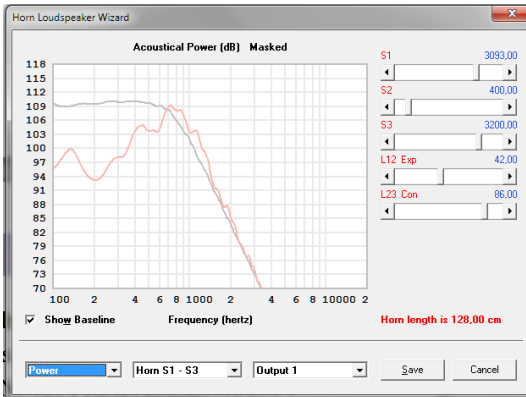 Horn Loudspeaker Wizard
Acoustical Power (dB) Masked
118
115
112
109
106
103
100
97
94
91
88
85
82
79
76
73
70
100 2 4 6 8 1000 2 4 6 8 10000 2
Show Baseline
Frequency (hertz)
S1 3093,00
S2 400,00
S3 3200,00
L12 Exp 42,00
L23 Con 86,00
Horn length is 128,00 cm
Power
Horn S1 - S3
Output 1
Save
Cancel